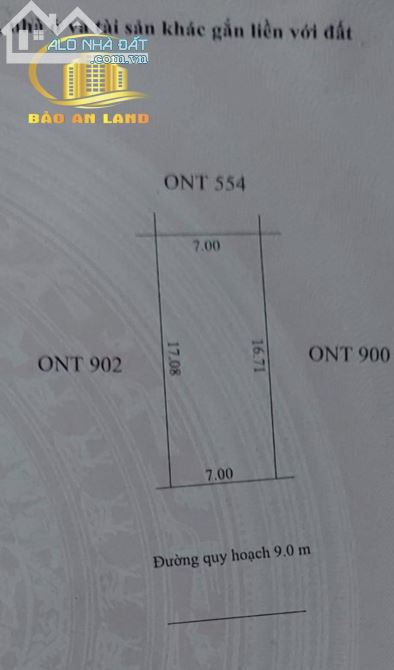 nhà ở và tài sản khác gắn liền với đất
ALO NHÀ ĐẤT
.com.vn
BẢO AN LAND
ONT 554
7.00
17.08
16.71
ONT 902
ONT 900
7.00
Đường quy hoạch 9.0 m